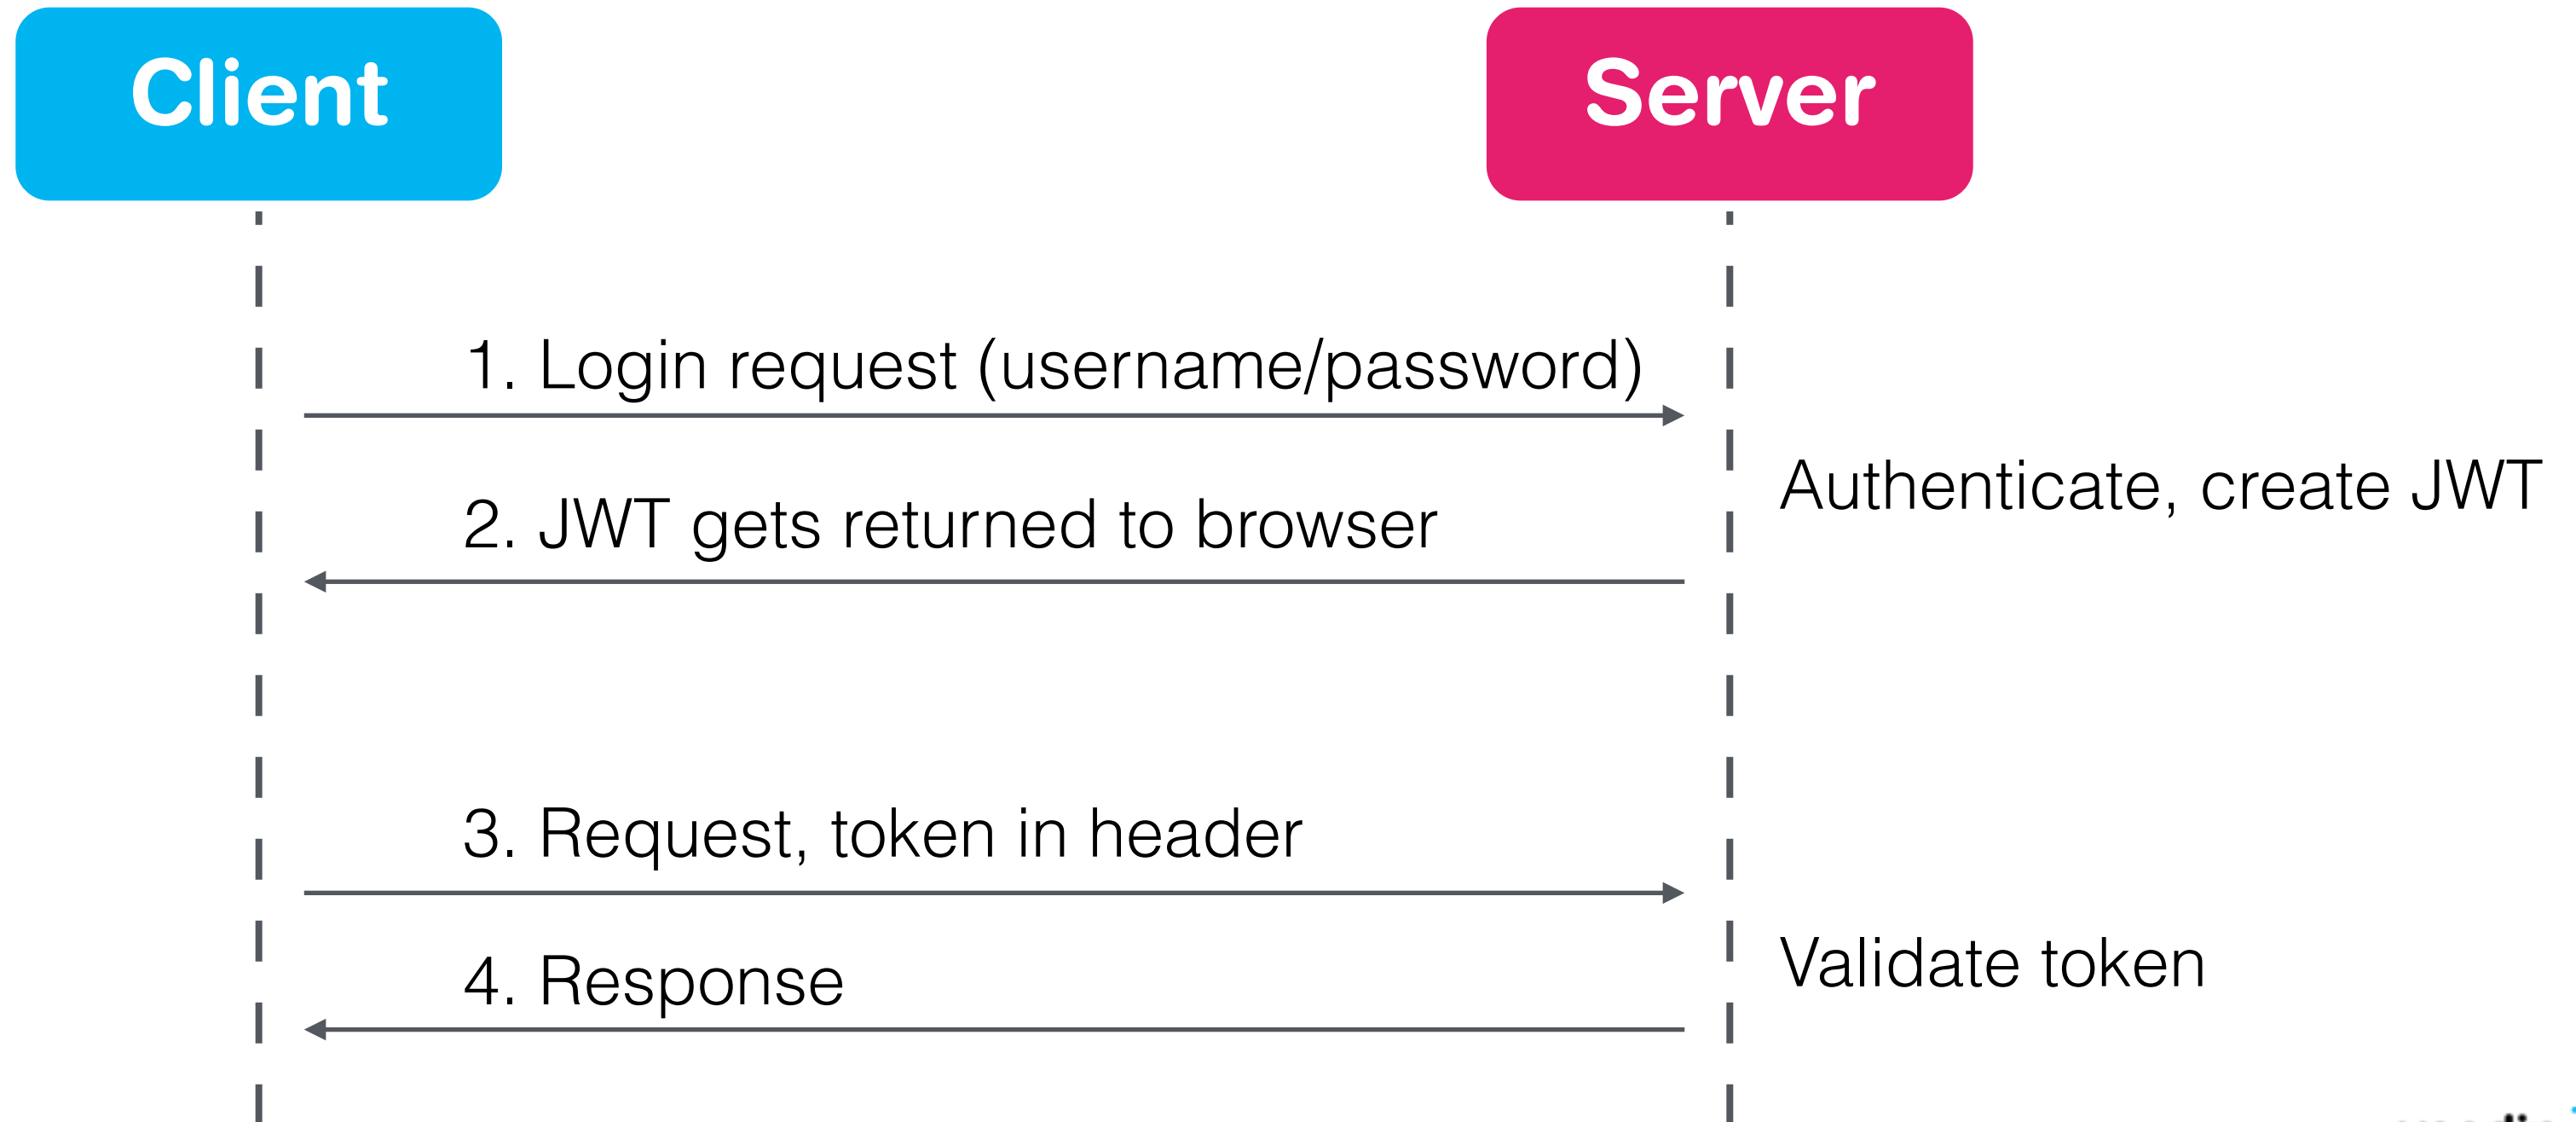 Client
Server
1. Login request (username/password)
Authenticate, create JWT
2. JWT gets returned to browser
3. Request, token in header
Validate token
4. Response